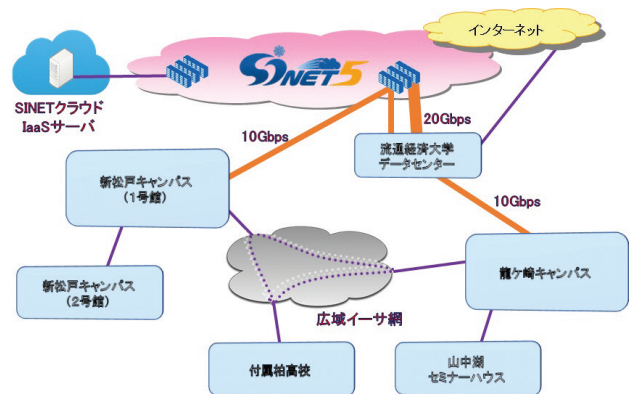 インターネット
SINET5
SINETクラウド
IaaSサーバ
10Gbps
20Gbps
流通経済大学
データセンター
新松戸キャンパス
(1号館)
10Gbps
龍ケ崎キャンパス
新松戸キャンパス
(2号館)
広域イーサ網
付属柏高校
山中湖
セミナーハウス